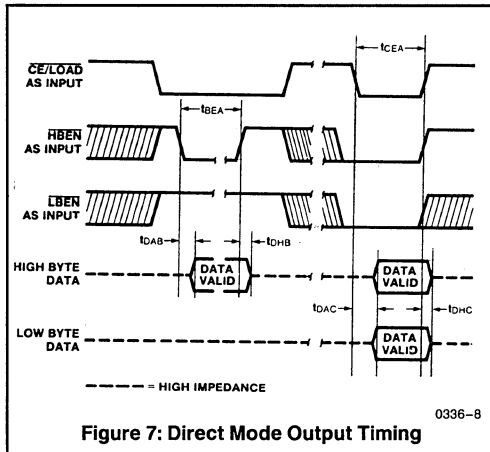 tCEA
CE/LOAD
AS INPUT
tBEA
HBEN
AS INPUT
LBEN
AS INPUT
tDAB
tDHB
HIGH BYTE
DATA
DATA
VALID
DATA
VALID
tDAC
tDHC
LOW BYTE
DATA
DATA
VALID
= HIGH IMPEDANCE
0336-8
Figure 7: Direct Mode Output Timing